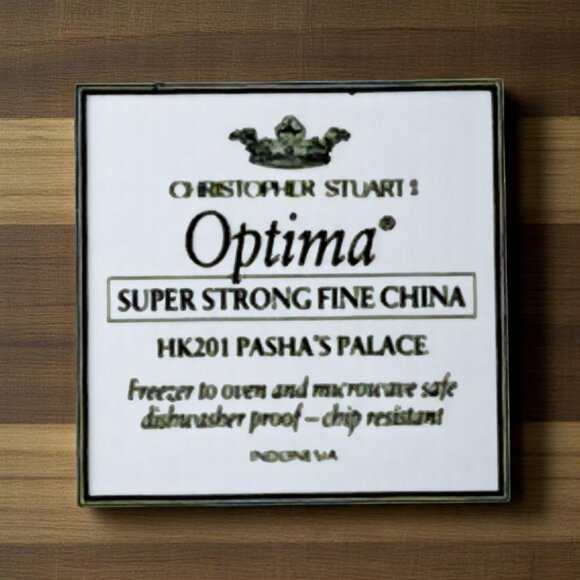 CHRISTOPHER STUART
Optima®
SUPER STRONG FINE CHINA
HK201 PASHA'S PALACE
Freezer to oven and microwave safe
dishwasher proof – chip resistant
INDONESIA